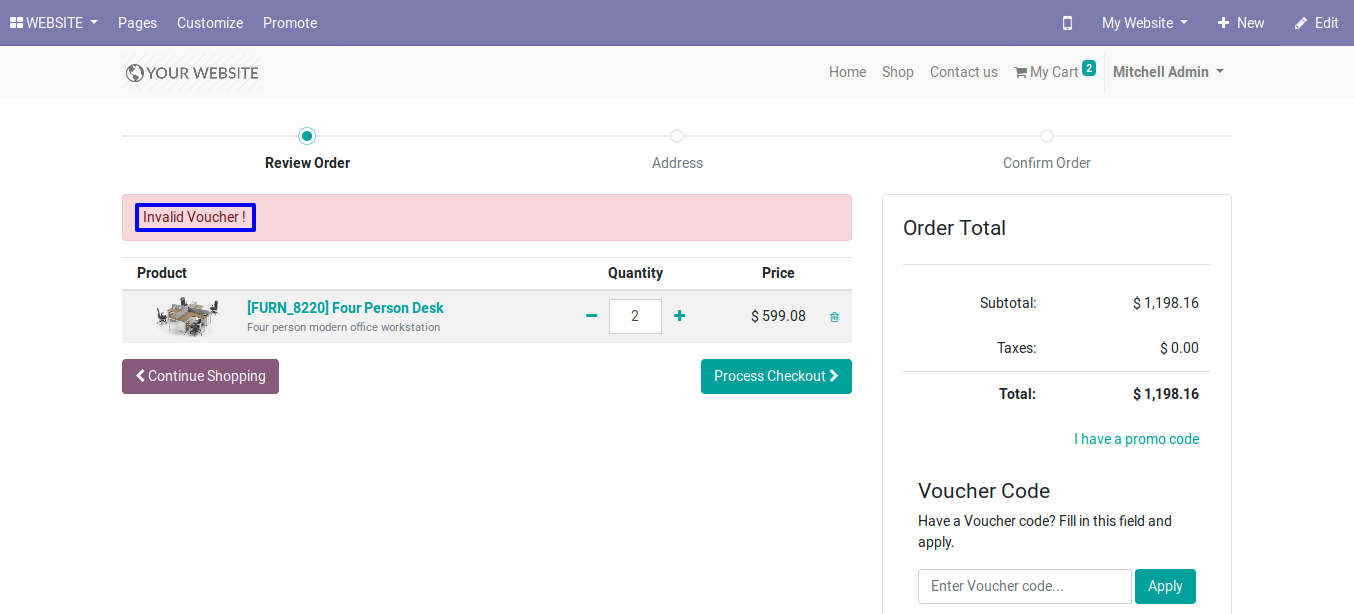 WEBSITE Pages Customize Promote My Website New Edit
YOUR WEBSITE Home Shop Contact us My Cart 2 Mitchell Admin
Review Order Address Confirm Order
Invalid Voucher !
Product Quantity Price
[FURN_8220] Four Person Desk
Four person modern office workstation
2 $ 599.08
Continue Shopping Process Checkout
Order Total
Subtotal: $ 1,198.16
Taxes: $ 0.00
Total: $ 1,198.16
I have a promo code
Voucher Code
Have a Voucher code? Fill in this field and
apply.
Enter Voucher code... Apply